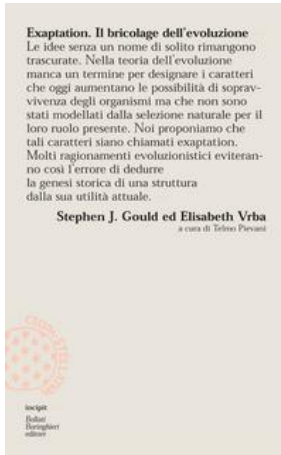 Exaptation. Il bricolage dell'evoluzione
Le idee senza un nome di solito rimangono
trascurate. Nella teoria dell'evoluzione
manca un termine per designare i caratteri
che oggi aumentano le possibilità di soprav-
vivenza degli organismi ma che non sono
stati modellati dalla selezione naturale per il
loro ruolo presente. Noi proponiamo che
tali caratteri siano chiamati exaptation.
Molti ragionamenti evoluzionistici eviteran-
no così l'errore di dedurre
la genesi storica di una struttura
dalla sua utilità attuale.
Stephen J. Gould ed Elisabeth Vrba
a cura di Telmo Pievani
incipit
Bollati
Boringhieri
editore